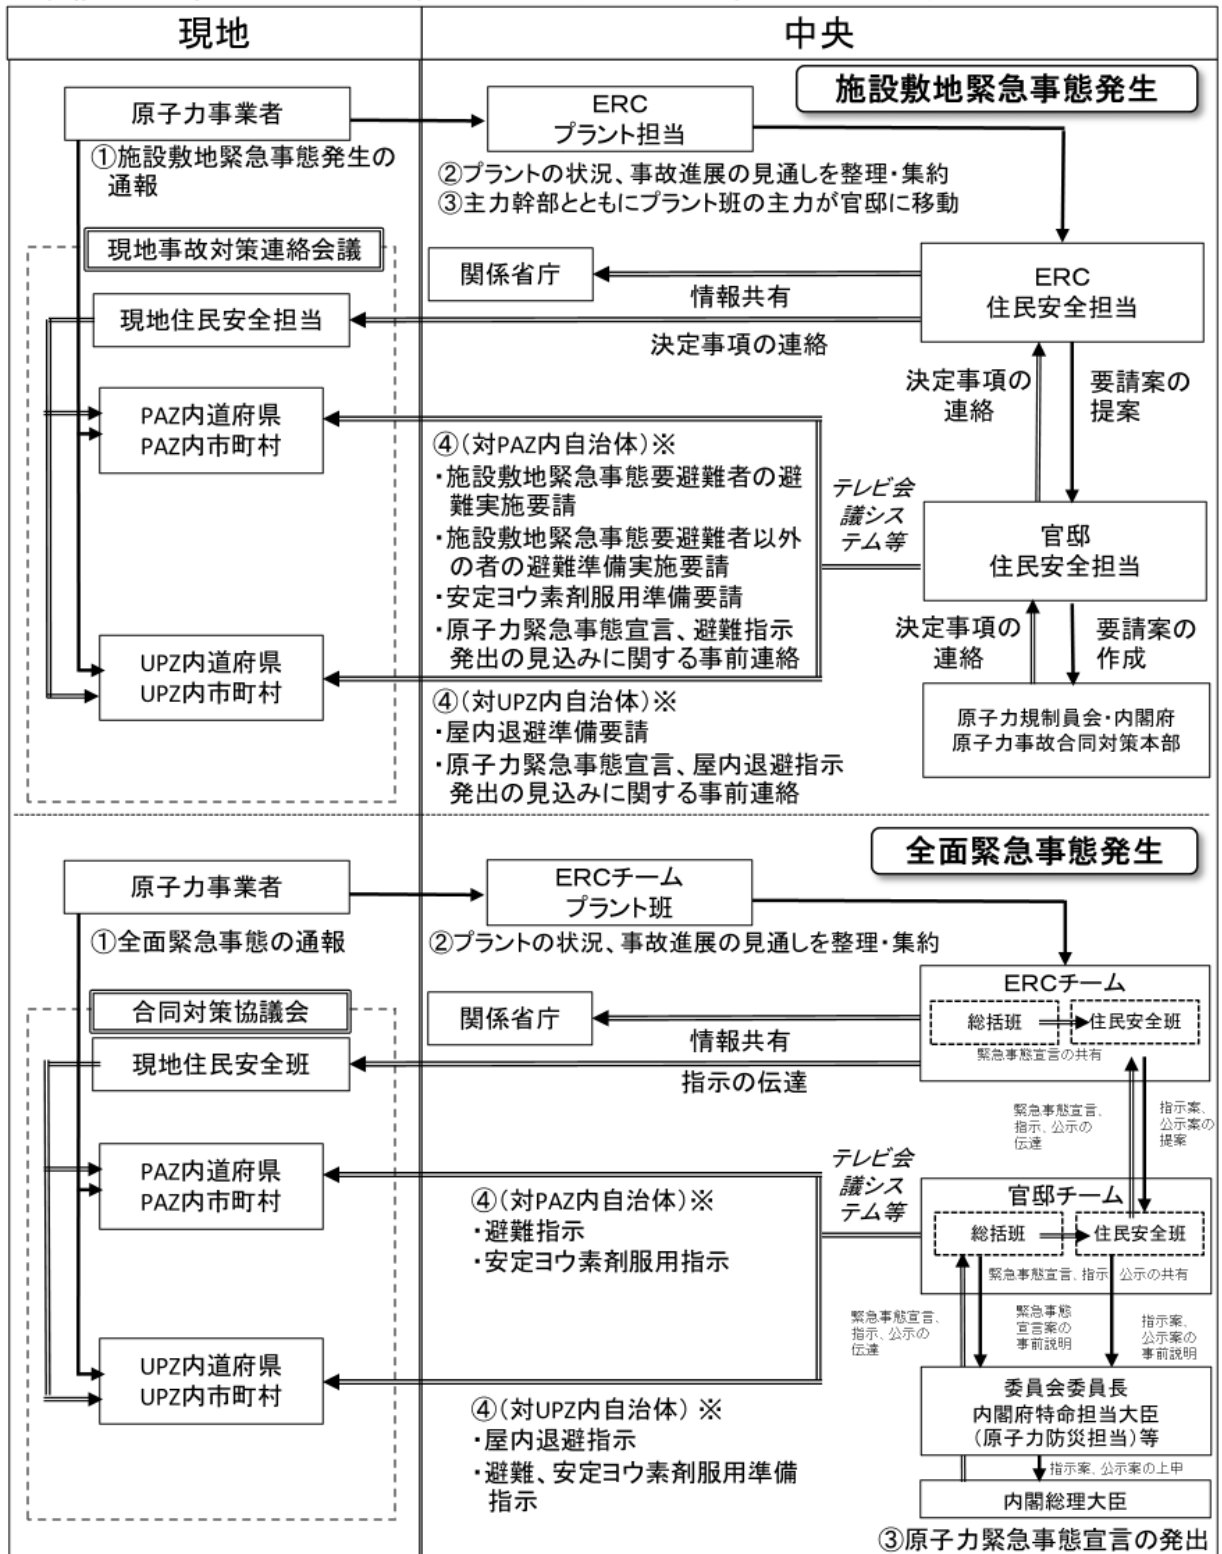 現地
中央
施設敷地緊急事態発生
原子力事業者
ERC
プラント担当
①施設敷地緊急事態発生の
通報
②プラントの状況、事故進展の見通しを整理・集約
③主力幹部とともにプラント班の主力が官邸に移動
現地事故対策連絡会議
関係省庁
情報共有
ERC
住民安全担当
現地住民安全担当
決定事項の連絡
決定事項の
連絡
要請案の
提案
PAZ内道府県
PAZ内市町村
④(対PAZ内自治体)※
・施設敷地緊急事態要避難者の避
難実施要請
・施設敷地緊急事態要避難者以外
の者の避難準備実施要請
・安定ヨウ素剤服用準備要請
・原子力緊急事態宣言、避難指示
発出の見込みに関する事前連絡
テレビ会
議シス
テム等
官邸
住民安全担当
決定事項の
連絡
要請案の
作成
UPZ内道府県
UPZ内市町村
④(対UPZ内自治体)※
・屋内退避準備要請
・原子力緊急事態宣言、屋内退避指示
発出の見込みに関する事前連絡
原子力規制員会・内閣府
原子力事故合同対策本部
全面緊急事態発生
原子力事業者
ERCチーム
プラント班
①全面緊急事態の通報
②プラントの状況、事故進展の見通しを整理・集約
合同対策協議会
関係省庁
情報共有
ERCチーム
総括班
住民安全班
緊急事態宣言の共有
現地住民安全班
指示の伝達
緊急事態宣言、
指示、公示の
伝達
指示案、
公示案の
提案
PAZ内道府県
PAZ内市町村
④(対PAZ内自治体)※
・避難指示
・安定ヨウ素剤服用指示
テレビ会
議シス
テム等
官邸チーム
総括班
住民安全班
緊急事態宣言、指示、公示の共有
緊急事態宣言、
指示、公示の
伝達
緊急事態
宣言案の
事前説明
指示案、
公示案の
事前説明
UPZ内道府県
UPZ内市町村
④(対UPZ内自治体)※
・屋内退避指示
・避難、安定ヨウ素剤服用準備
指示
委員会委員長
内閣府特命担当大臣
(原子力防災担当)等
指示案、公示案の上申
内閣総理大臣
③原子力緊急事態宣言の発出